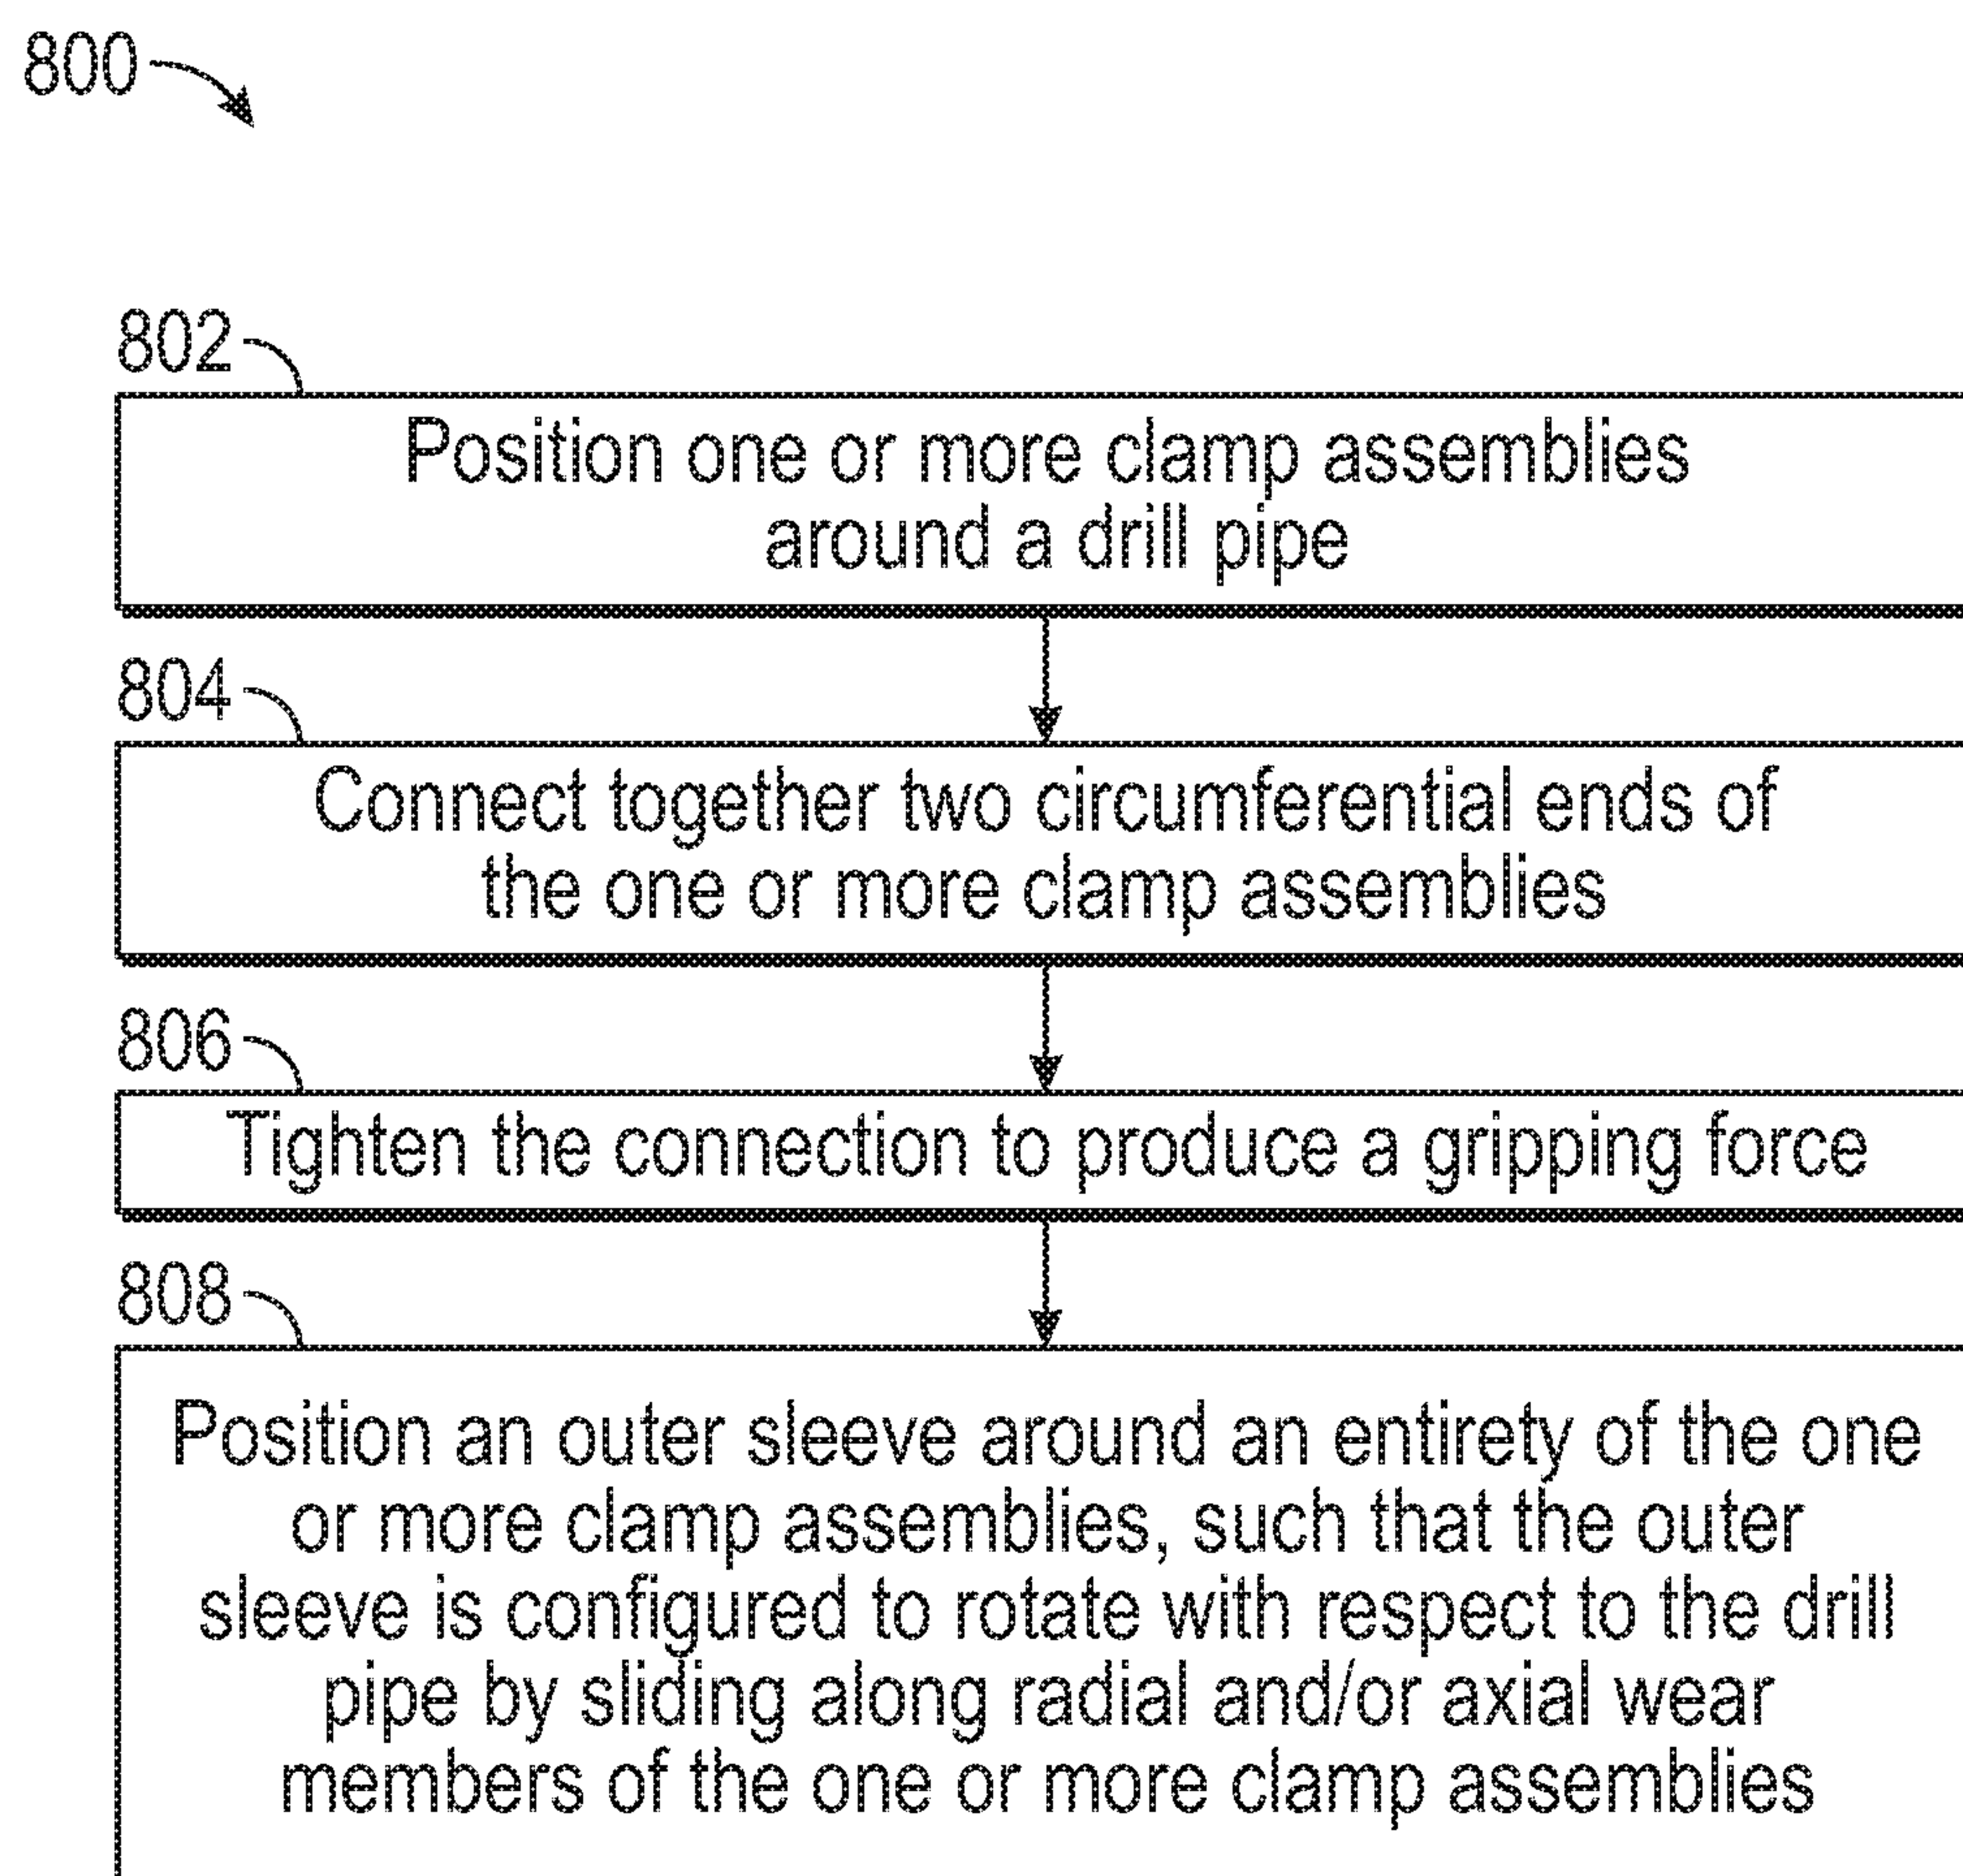 800
802
Position one or more clamp assemblies
around a drill pipe
804
Connect together two circumferential ends of
the one or more clamp assemblies
806
Tighten the connection to produce a gripping force
808
Position an outer sleeve around an entirety of the one
or more clamp assemblies, such that the outer
sleeve is configured to rotate with respect to the drill
pipe by sliding along radial and/or axial wear
members of the one or more clamp assemblies